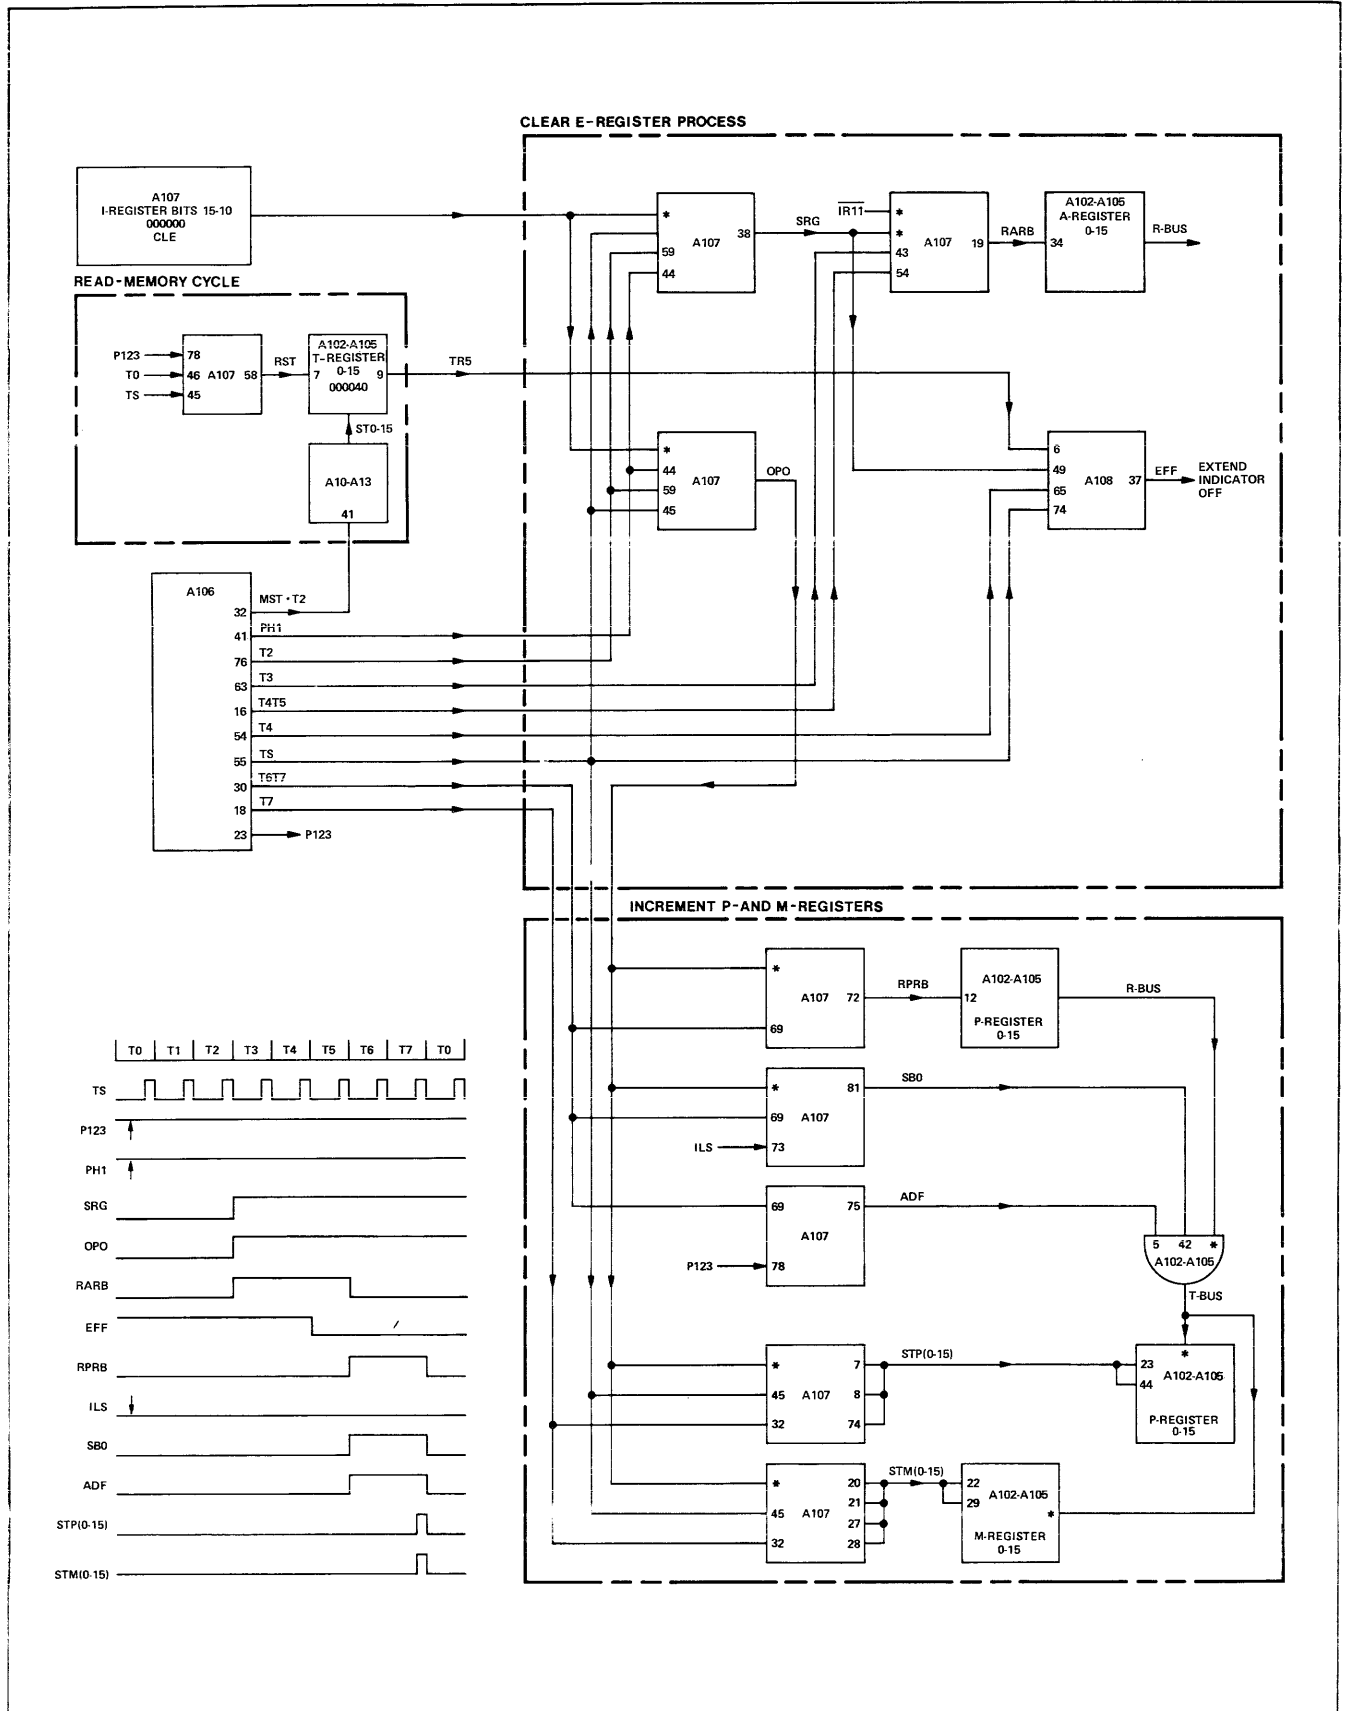 CLEAR E-REGISTER PROCESS
A107
I-REGISTER BITS 15-10
000000
CLE
*
59
44
A107
38
SRG
IR11
*
*
43
54
A107
19
RARB
A102-A105
A-REGISTER
0-15
34
R-BUS
READ-MEMORY CYCLE
P123
T0
TS
78
46
45
A107
58
RST
A102-A105
T-REGISTER
0-15
000040
7
9
TR5
ST0-15
A10-A13
41
*
44
59
45
A107
OPO
6
49
65
74
A108
37
EFF
EXTEND
INDICATOR
OFF
A106
32 MST·T2
41 PH1
76 T2
63 T3
16 T4T5
54 T4
55 TS
30 T6T7
18 T7
23 P123
INCREMENT P-AND M-REGISTERS
*
69
A107
72
RPRB
A102-A105
12
P-REGISTER
0-15
R-BUS
*
69
ILS
73
A107
81
SB0
69
P123
78
A107
75
ADF
5 42 *
A102-A105
T-BUS
*
45
32
A107
7
8
74
STP(0-15)
*
23
44
A102-A105
P-REGISTER
0-15
*
45
32
A107
20
21
27
28
STM(0-15)
22
29
A102-A105
*
M-REGISTER
0-15
T0 T1 T2 T3 T4 T5 T6 T7 T0
TS
P123
PH1
SRG
OPO
RARB
EFF
RPRB
ILS
SB0
ADF
STP(0-15)
STM(0-15)